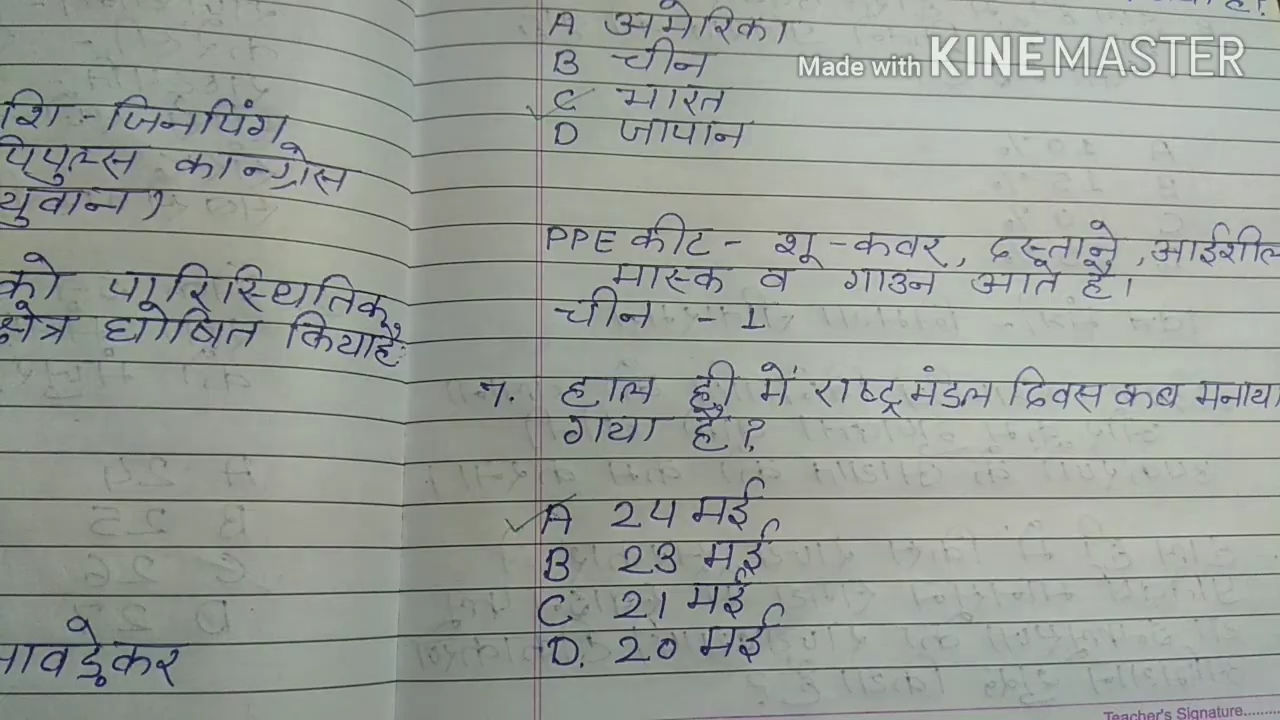 शि-जिनपिंग
पिपुल्स कान्ग्रेस
युवान)
को पारिस्थितिक
क्षेत्र घोषित किया है
जावड़ेकर
A अमेरिका
B चीन
C भारत
D जापान
Made with KINEMASTER
PPE कीट - शू-कवर, दस्ताने, आईशील
मास्क व गाउन आते है।
चीन - 1
7. हाल ही में राष्ट्रमंडल दिवस कब मनाया
गया है?
A 24 मई
B 23 मई
C 21 मई
D. 20 मई
Teacher's Signature.........